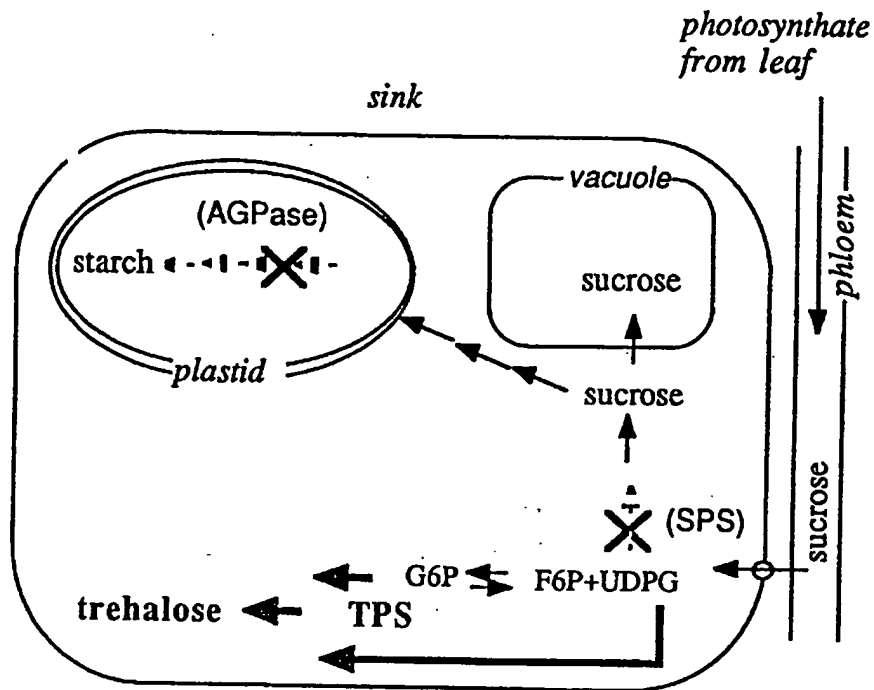 photosynthate
from leaf
sink
vacuole
(AGPase)
starch
sucrose
phloem
plastid
sucrose
sucrose
(SPS)
G6P
F6P+UDPG
trehalose
TPS